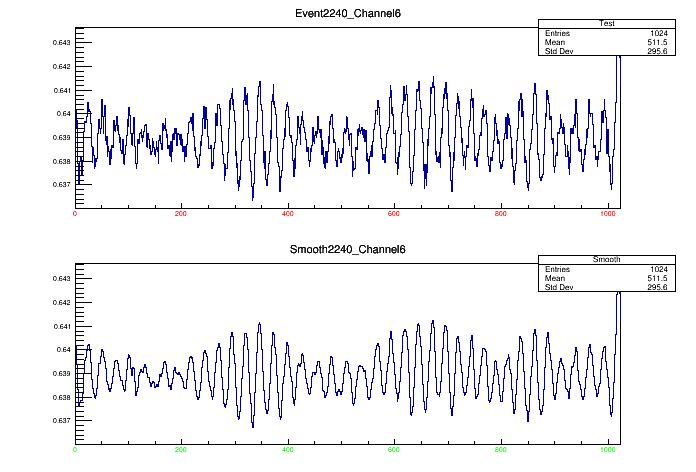 Event2240_Channel6
Test
Entries 1024
Mean 511.5
Std Dev 295.6
0.643
0.642
0.641
0.64
0.639
0.638
0.637
0 200 400 600 800 1000
Smooth2240_Channel6
Smooth
Entries 1024
Mean 511.5
Std Dev 295.6
0.643
0.642
0.641
0.64
0.639
0.638
0.637
0 200 400 600 800 1000